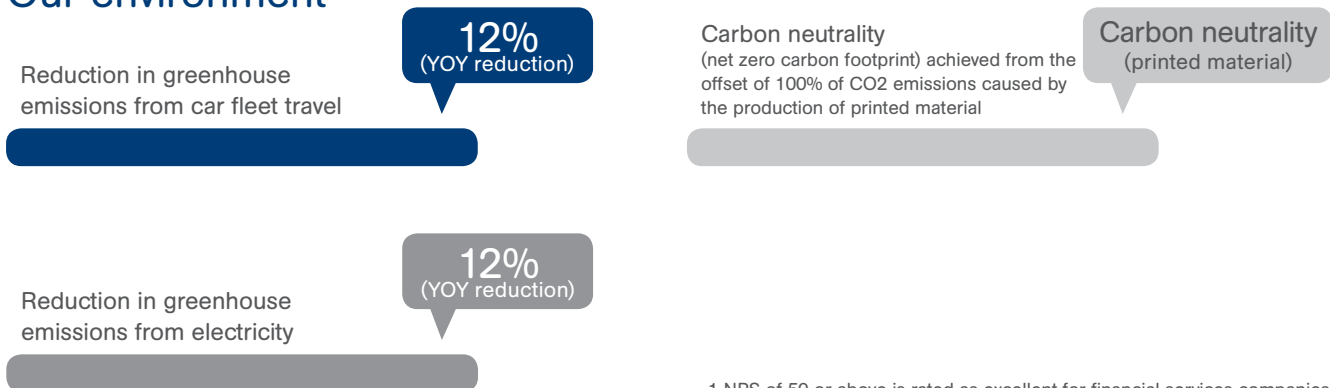 Our environment
Reduction in greenhouse
emissions from car fleet travel
12%
(YOY reduction)
Carbon neutrality
(net zero carbon footprint) achieved from the
offset of 100% of CO2 emissions caused by
the production of printed material
Carbon neutrality
(printed material)
Reduction in greenhouse
emissions from electricity
12%
(YOY reduction)
1 NPS of 50 or above is rated as excellent for financial services companies